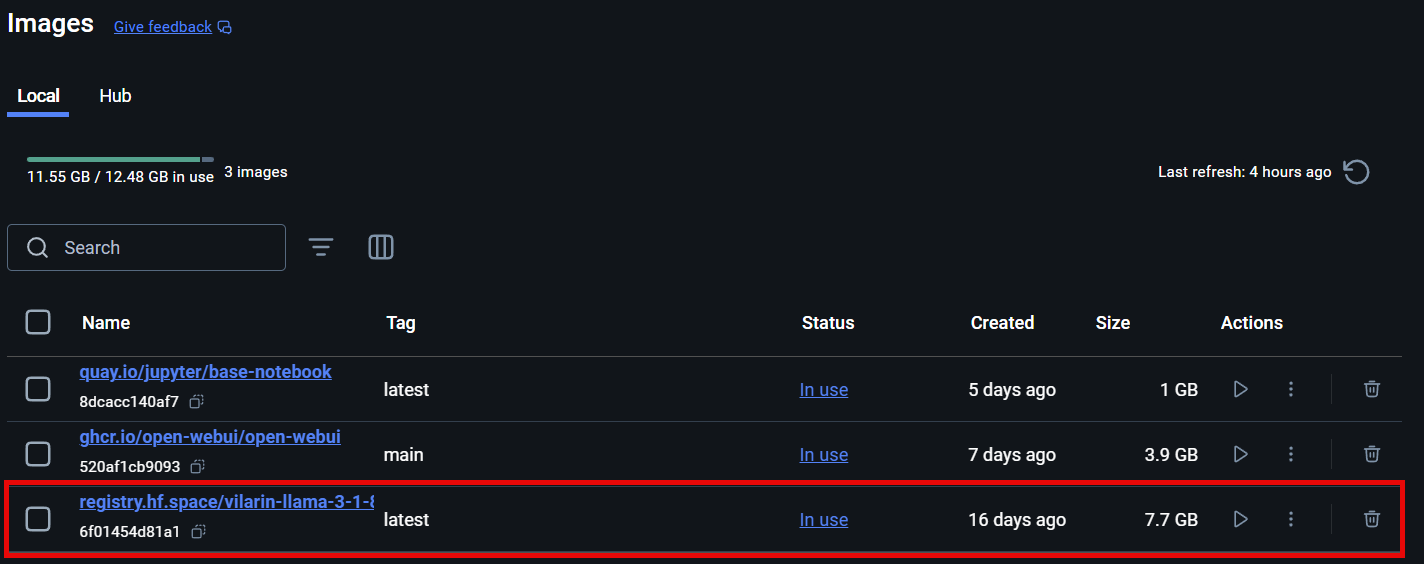 Images Give feedback
Local Hub
11.55 GB / 12.48 GB in use 3 images Last refresh: 4 hours ago
Search
Name Tag Status Created Size Actions
quay.io/jupyter/base-notebook
8dcacc140af7 latest In use 5 days ago 1 GB
ghcr.io/open-webui/open-webui
520af1cb9093 main In use 7 days ago 3.9 GB
registry.hf.space/vilarin-llama-3-1-8
6f01454d81a1 latest In use 16 days ago 7.7 GB